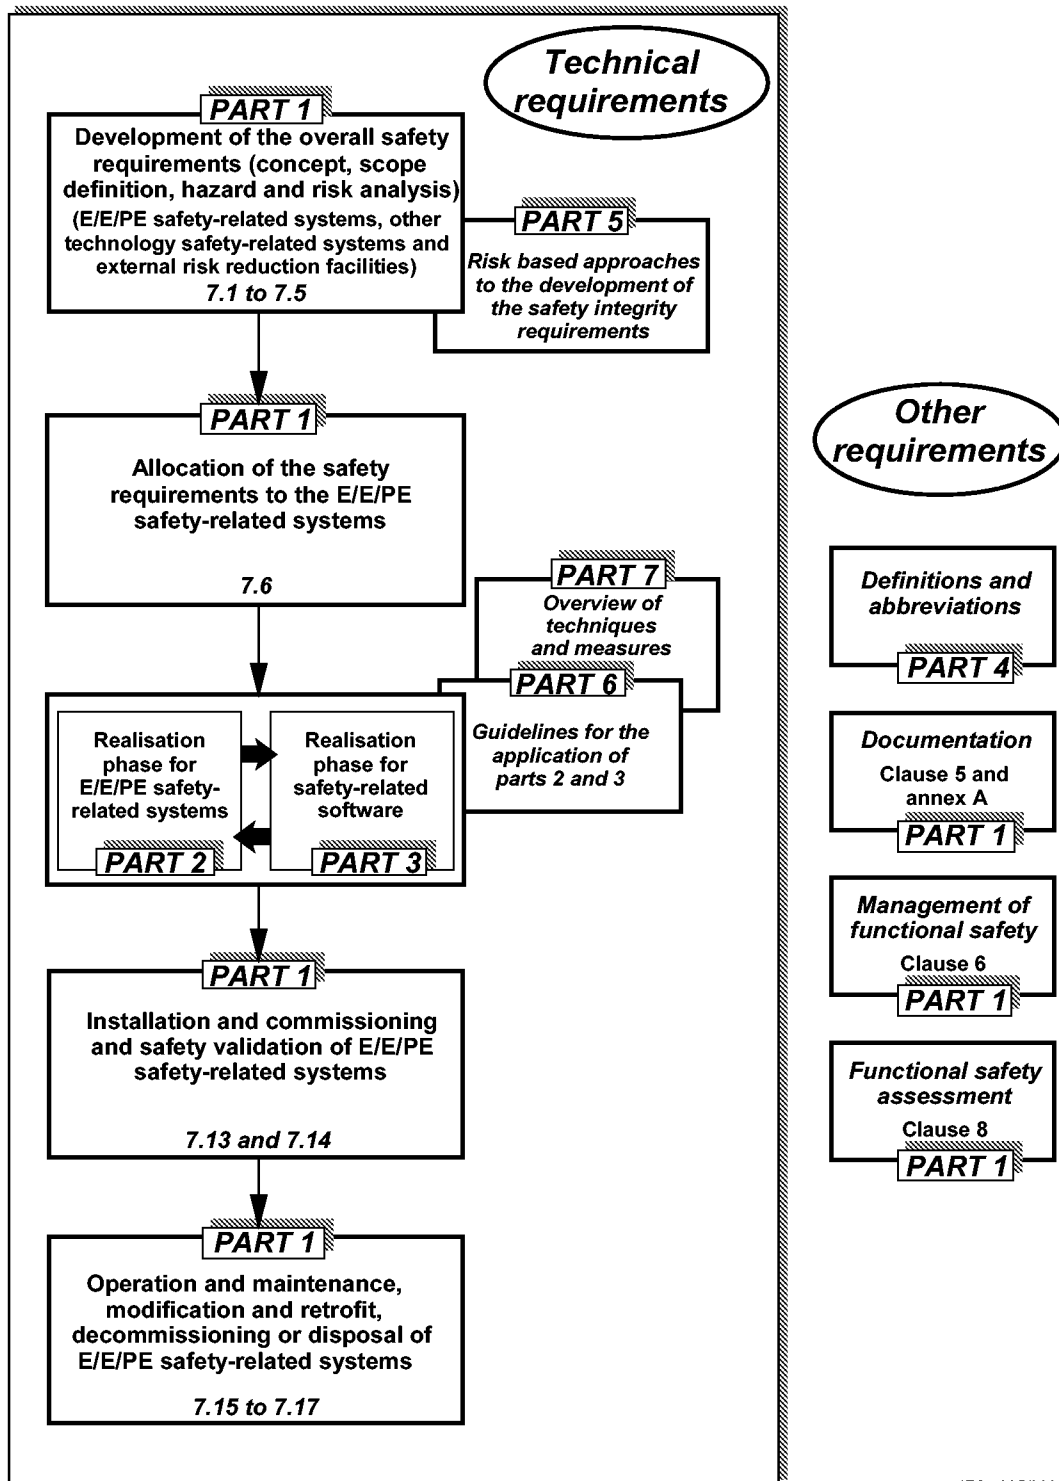 Technical
requirements
PART 1
Development of the overall safety
requirements (concept, scope
definition, hazard and risk analysis)
(E/E/PE safety-related systems, other
technology safety-related systems and
external risk reduction facilities)
7.1 to 7.5
PART 5
Risk based approaches
to the development of
the safety integrity
requirements
PART 1
Allocation of the safety
requirements to the E/E/PE
safety-related systems
7.6
PART 7
Overview of
techniques
and measures
PART 6
Guidelines for the
application of
parts 2 and 3
Realisation
phase for
E/E/PE safety-
related systems
PART 2
Realisation
phase for
safety-related
software
PART 3
PART 1
Installation and commissioning
and safety validation of E/E/PE
safety-related systems
7.13 and 7.14
PART 1
Operation and maintenance,
modification and retrofit,
decommissioning or disposal of
E/E/PE safety-related systems
7.15 to 7.17
Other
requirements
Definitions and
abbreviations
PART 4
Documentation
Clause 5 and
annex A
PART 1
Management of
functional safety
Clause 6
PART 1
Functional safety
assessment
Clause 8
PART 1